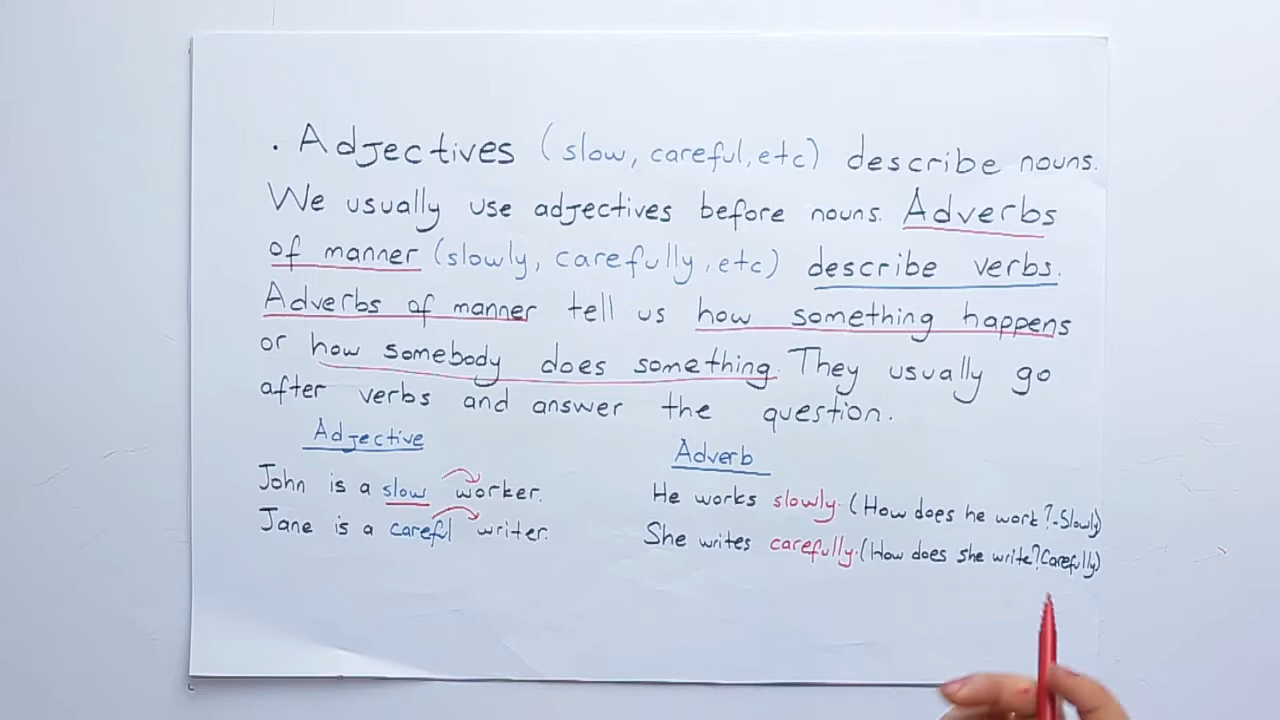 . Adjectives (slow, careful, etc) describe nouns.
We usually use adjectives before nouns. Adverbs
of manner (slowly, carefully, etc) describe verbs.
Adverbs of manner tell us how something happens
or how somebody does something. They usually go
after verbs and answer the question.
Adjective
John is a slow worker.
Jane is a careful writer.
Adverb
He works slowly. (How does he work?-Slowly)
She writes carefully. (How does she write? Carefully)